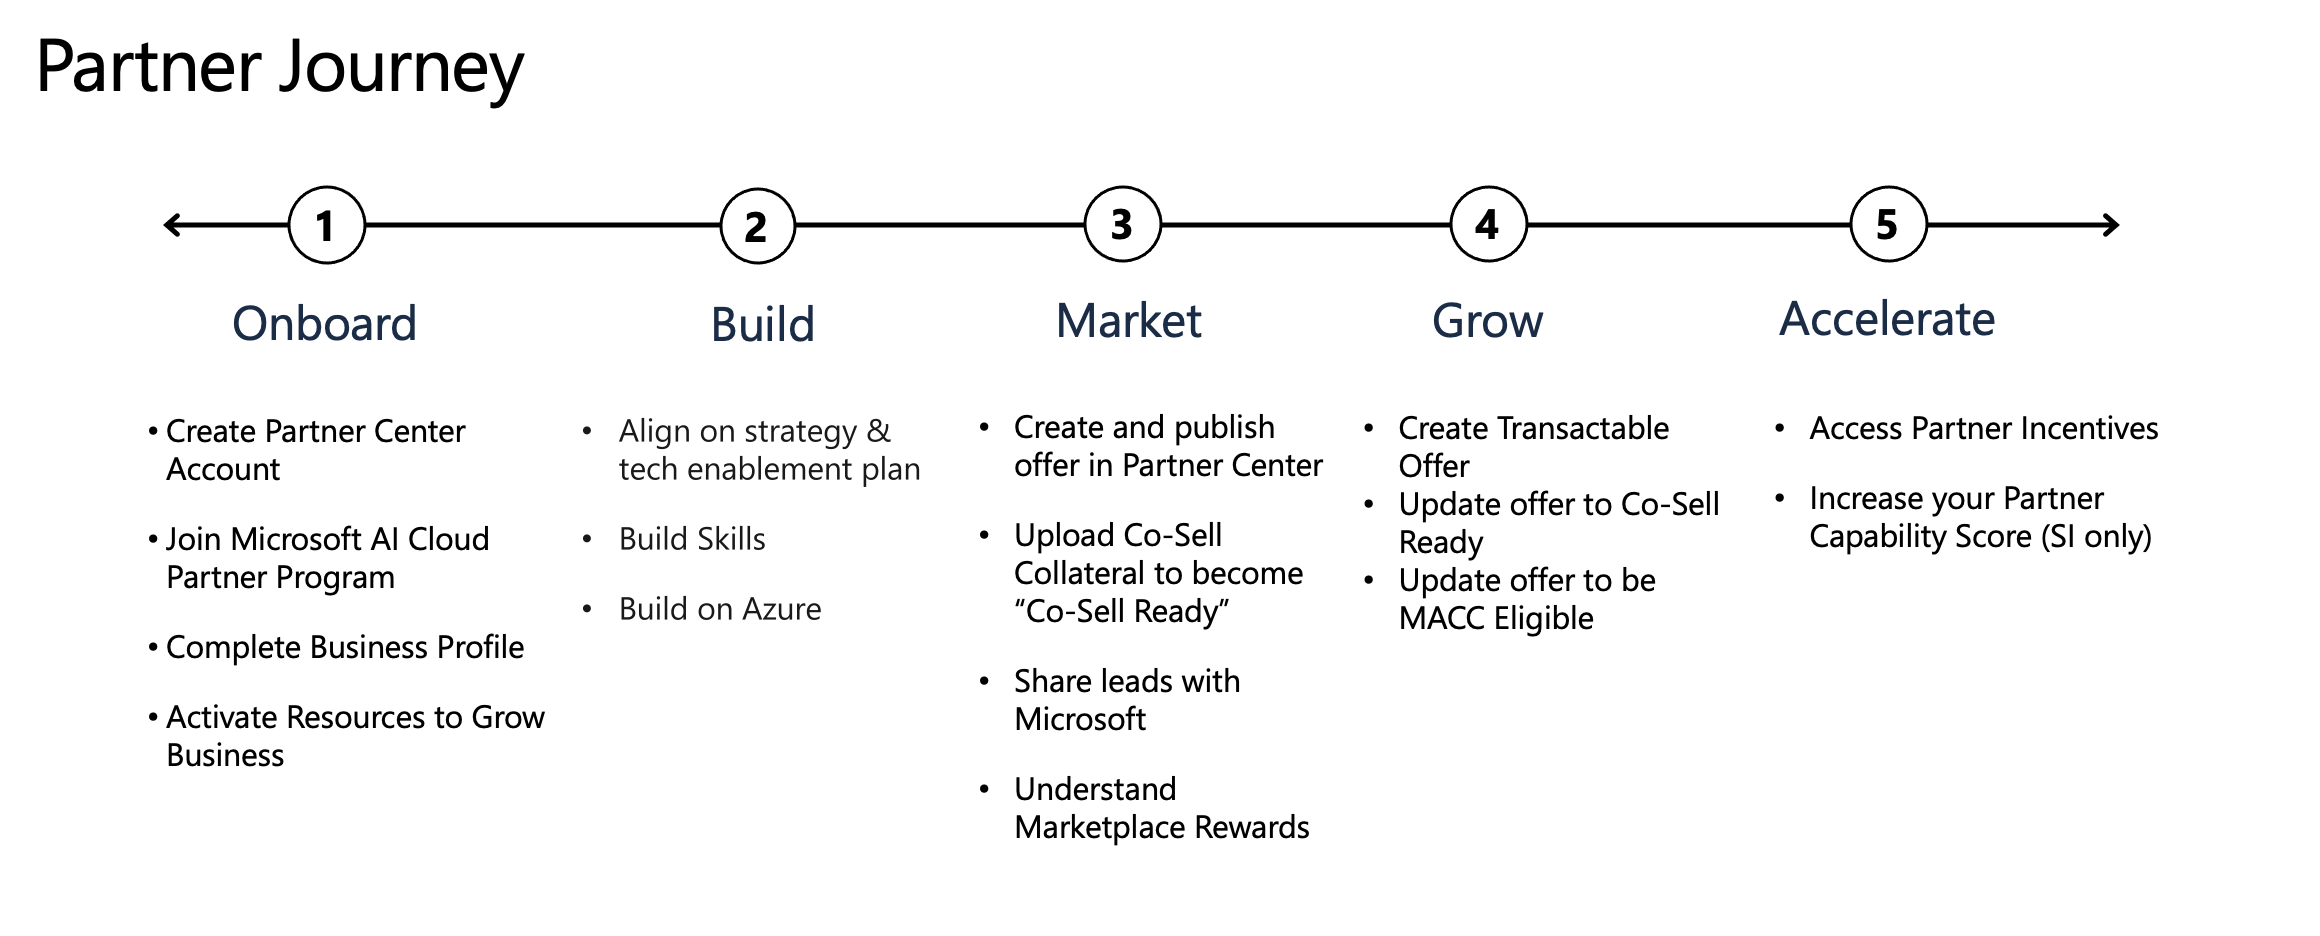 Partner Journey
1
2
3
4
5
Onboard
Build
Market
Grow
Accelerate
• Create Partner Center
Account
• Join Microsoft AI Cloud
Partner Program
• Complete Business Profile
• Activate Resources to Grow
Business
• Align on strategy &
tech enablement plan
• Build Skills
• Build on Azure
• Create and publish
offer in Partner Center
• Upload Co-Sell
Collateral to become
“Co-Sell Ready”
• Share leads with
Microsoft
• Understand
Marketplace Rewards
• Create Transactable
Offer
• Update offer to Co-Sell
Ready
• Update offer to be
MACC Eligible
• Access Partner Incentives
• Increase your Partner
Capability Score (SI only)